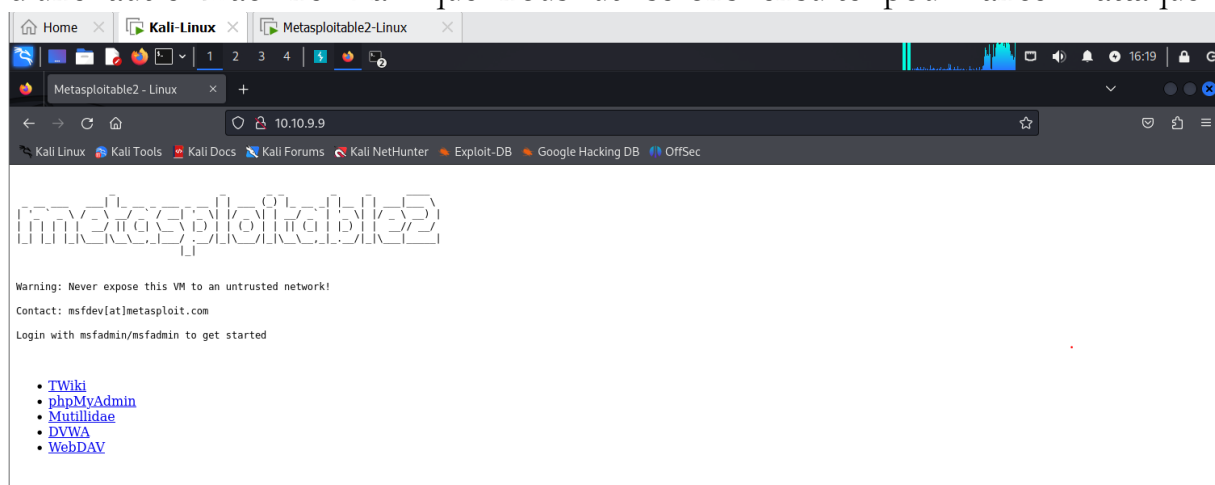 Home
Kali-Linux
Metasploitable2-Linux
1 2 3 4
16:19
Metasploitable2 - Linux
10.10.9.9
Kali Linux Kali Tools Kali Docs Kali Forums Kali NetHunter Exploit-DB Google Hacking DB OffSec
metasploitable2
Warning: Never expose this VM to an untrusted network!
Contact: msfdev[at]metasploit.com
Login with msfadmin/msfadmin to get started
• TWiki
• phpMyAdmin
• Mutillidae
• DVWA
• WebDAV